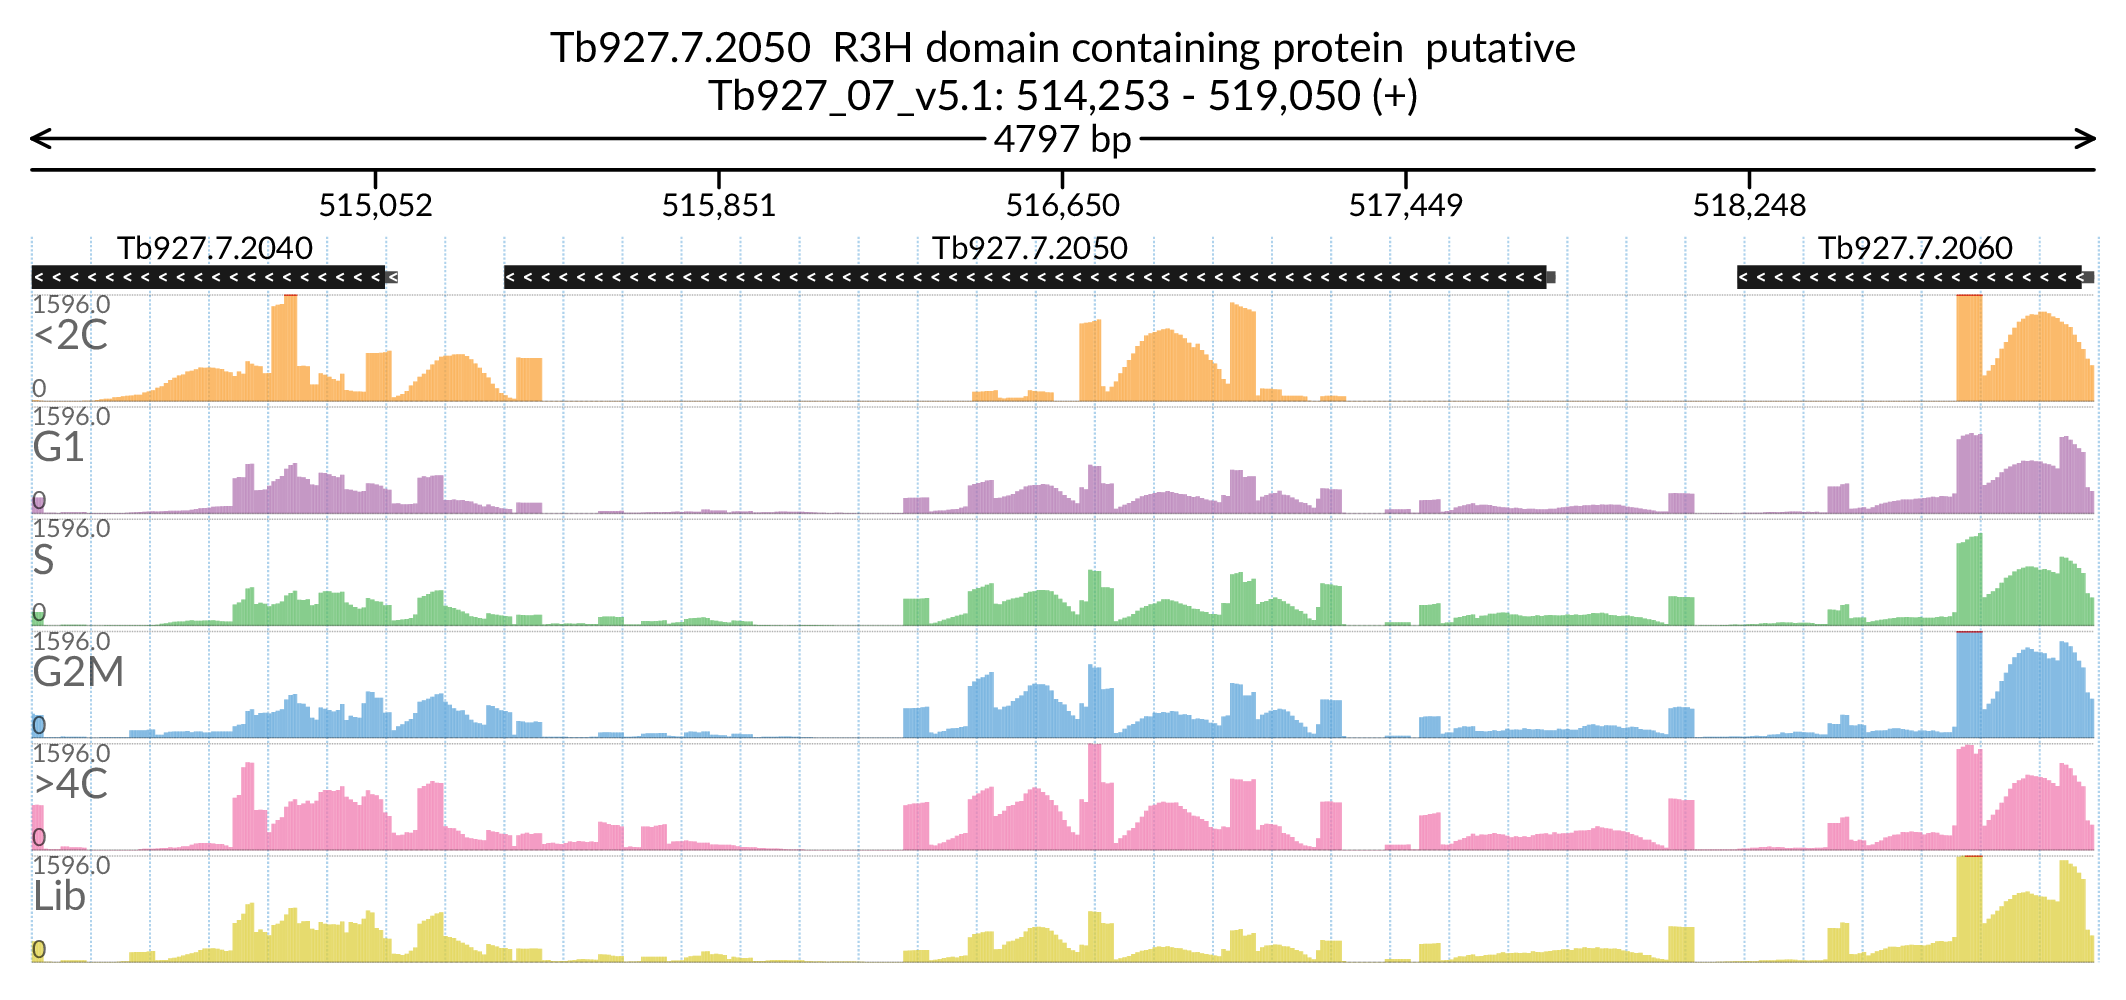 Tb927.7.2050  R3H domain containing protein  putative
Tb927_07_v5.1: 514,253 - 519,050 (+)
4797 bp
515,052 515,851 516,650 517,449 518,248
Tb927.7.2040 Tb927.7.2050 Tb927.7.2060
1596.0
<2C
0
1596.0
G1
0
1596.0
S
0
1596.0
G2M
0
1596.0
>4C
0
1596.0
Lib
0